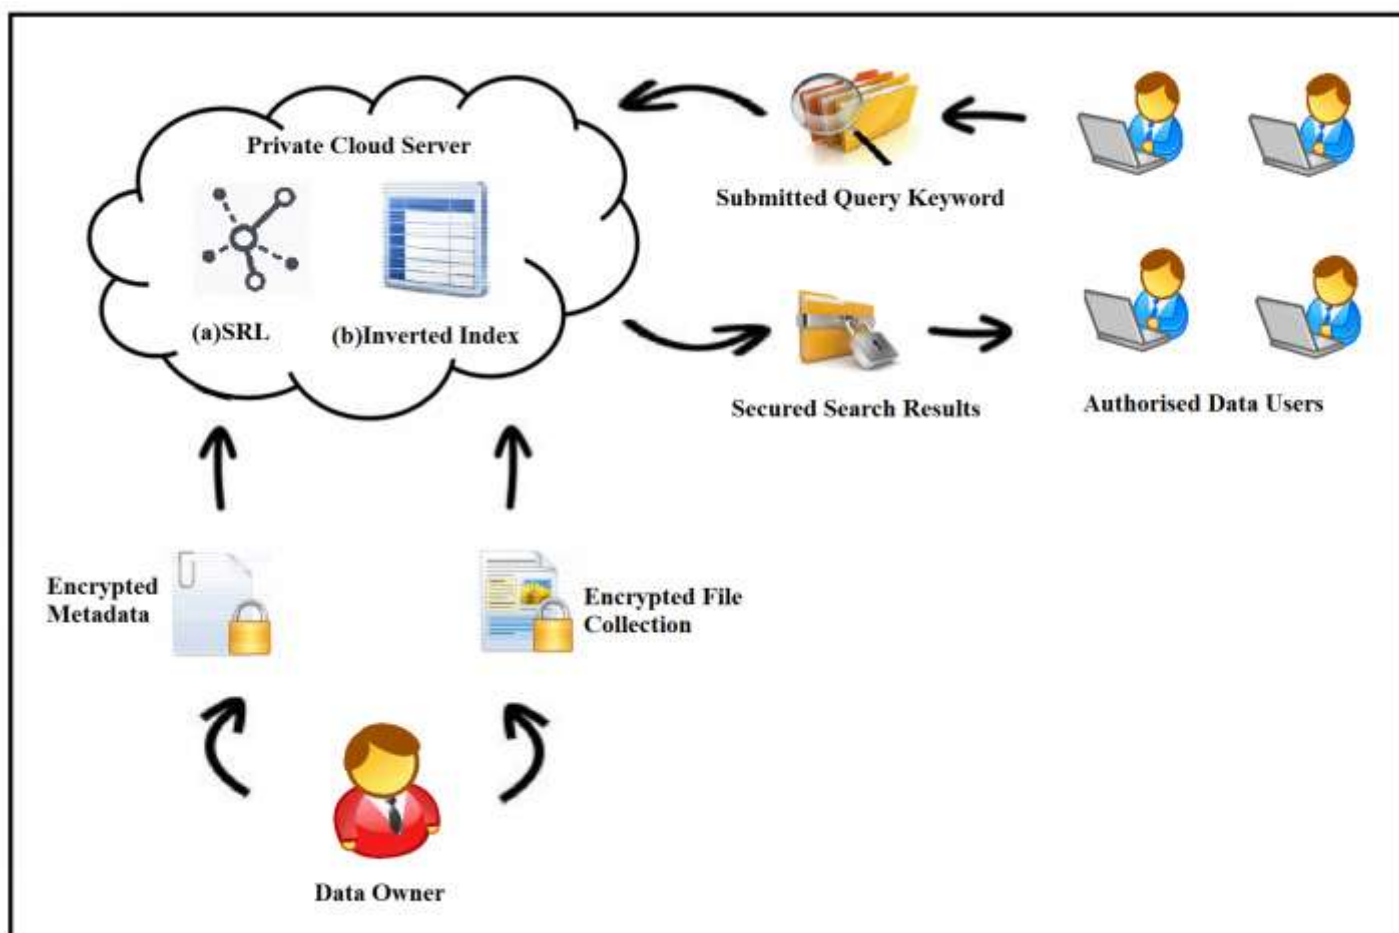 Private Cloud Server
(a)SRL
(b)Inverted Index
Submitted Query Keyword
Secured Search Results
Authorised Data Users
Encrypted
Metadata
Encrypted File
Collection
Data Owner